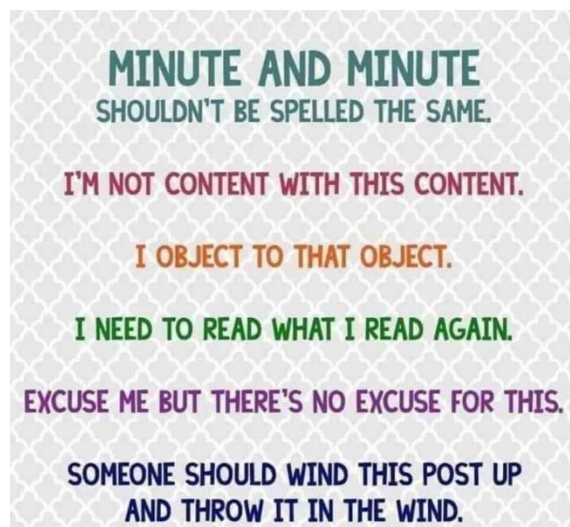 MINUTE AND MINUTE
SHOULDN'T BE SPELLED THE SAME.
I'M NOT CONTENT WITH THIS CONTENT.
I OBJECT TO THAT OBJECT.
I NEED TO READ WHAT I READ AGAIN.
EXCUSE ME BUT THERE'S NO EXCUSE FOR THIS.
SOMEONE SHOULD WIND THIS POST UP
AND THROW IT IN THE WIND.